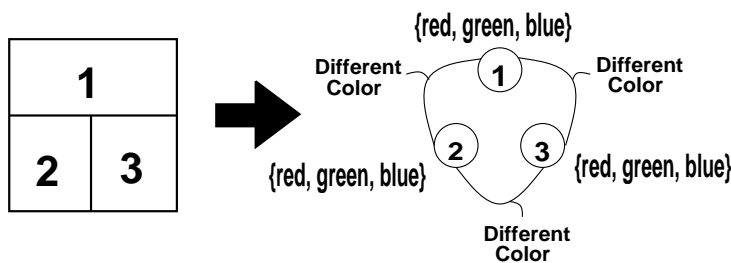 1
2 3
{red, green, blue}
Different
Color
1
Different
Color
2
3
{red, green, blue}
{red, green, blue}
Different
Color